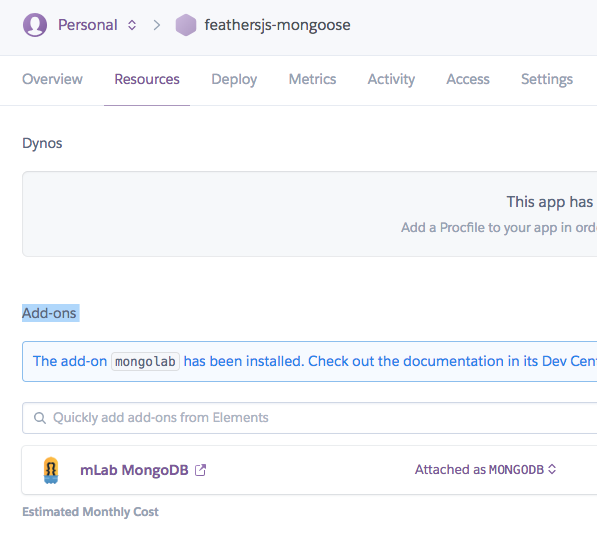 Personal feathersjs-mongoose
Overview Resources Deploy Metrics Activity Access Settings
Dynos
This app has
Add a Procfile to your app in orde
Add-ons
The add-on mongolab has been installed. Check out the documentation in its Dev Cent
Quickly add add-ons from Elements
mLab MongoDB Attached as MONGODB
Estimated Monthly Cost